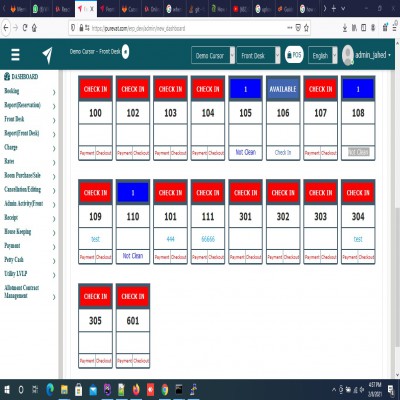 https://purevat.com/erp_dev/admin/new_dashboard
Demo Cursor - Front Desk
Demo Cursor
Front Desk
POS
English
admin_Jahed
DASHBOARD
Booking
Report(Reservation)
Front Desk
Report(Front Desk)
Charge
Rates
Room Purchase/Sale
Cancellation/Editing
Admin Activity(Front
Receipt
House Keeping
Payment
Petty Cash
Utility LVLP
Allotment Contract
Management
CHECK IN CHECK IN CHECK IN CHECK IN 1 AVAILABLE CHECK IN 1
100 102 103 104 105 106 107 108
Payment Checkout Payment Checkout Payment Checkout Payment Checkout Not Clean Check In Payment Checkout Not Clean
CHECK IN 1 CHECK IN CHECK IN CHECK IN CHECK IN CHECK IN CHECK IN
109 110 101 111 301 302 303 304
test 444 66666 test
Payment Checkout Not Clean Payment Checkout Payment Checkout Payment Checkout Payment Checkout Payment Checkout Payment Checkout
CHECK IN CHECK IN
305 601
Payment Checkout Payment Checkout
4:57 PM
2/8/2021